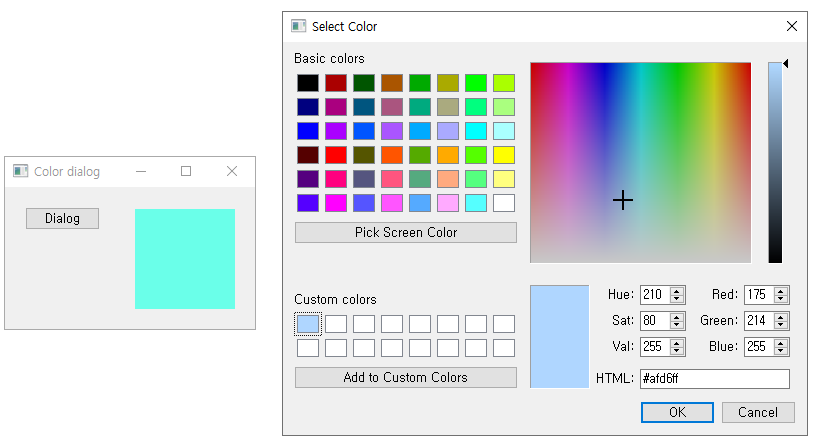 Color dialog
Dialog
Select Color
Basic colors
Pick Screen Color
Custom colors
Add to Custom Colors
Hue: 210 Red: 175
Sat: 80 Green: 214
Val: 255 Blue: 255
HTML: #afd6ff
OK Cancel